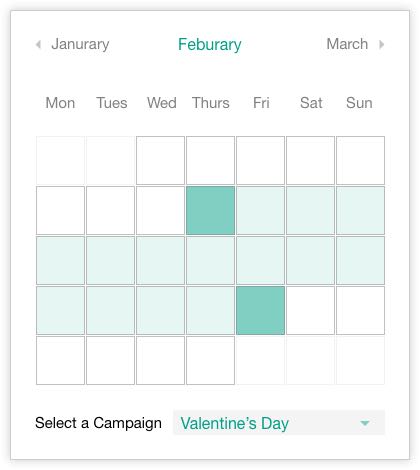 Janurary Feburary March
Mon Tues Wed Thurs Fri Sat Sun
Select a Campaign Valentine’s Day